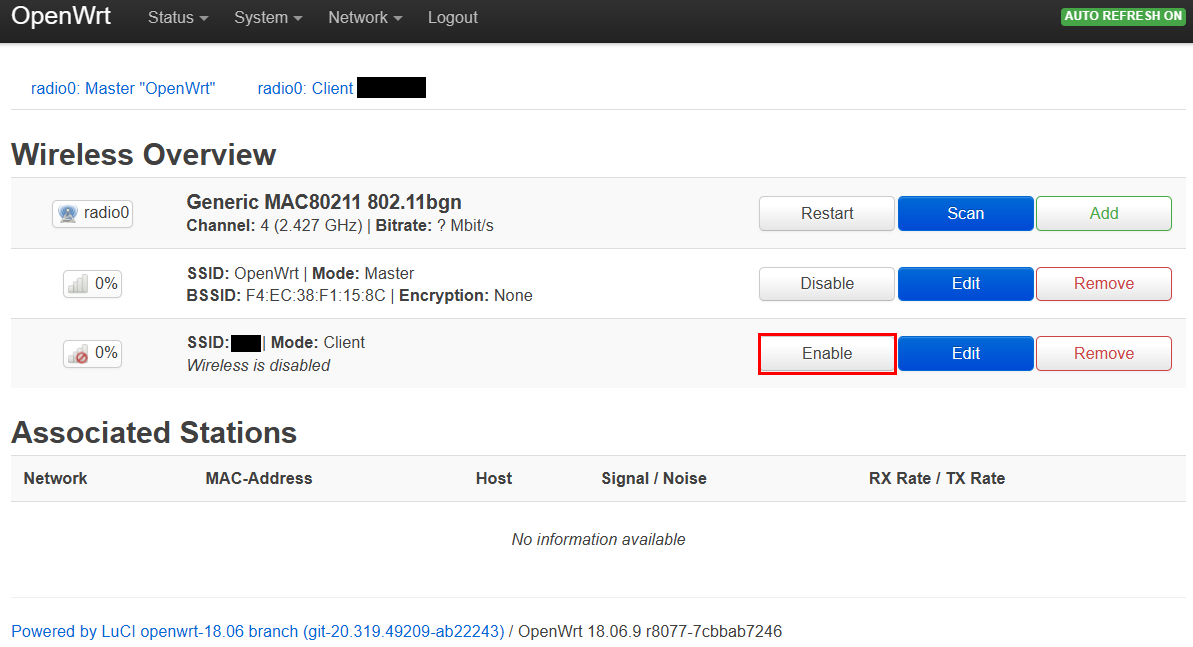 OpenWrt Status System Network Logout AUTO REFRESH ON
radio0: Master "OpenWrt" radio0: Client
Wireless Overview
radio0
Generic MAC80211 802.11bgn
Channel: 4 (2.427 GHz) | Bitrate: ? Mbit/s
Restart Scan Add
0%
SSID: OpenWrt | Mode: Master
BSSID: F4:EC:38:F1:15:8C | Encryption: None
Disable Edit Remove
0%
SSID: | Mode: Client
Wireless is disabled
Enable Edit Remove
Associated Stations
Network MAC-Address Host Signal / Noise RX Rate / TX Rate
No information available
Powered by LuCI openwrt-18.06 branch (git-20.319.49209-ab22243) / OpenWrt 18.06.9 r8077-7cbbab7246